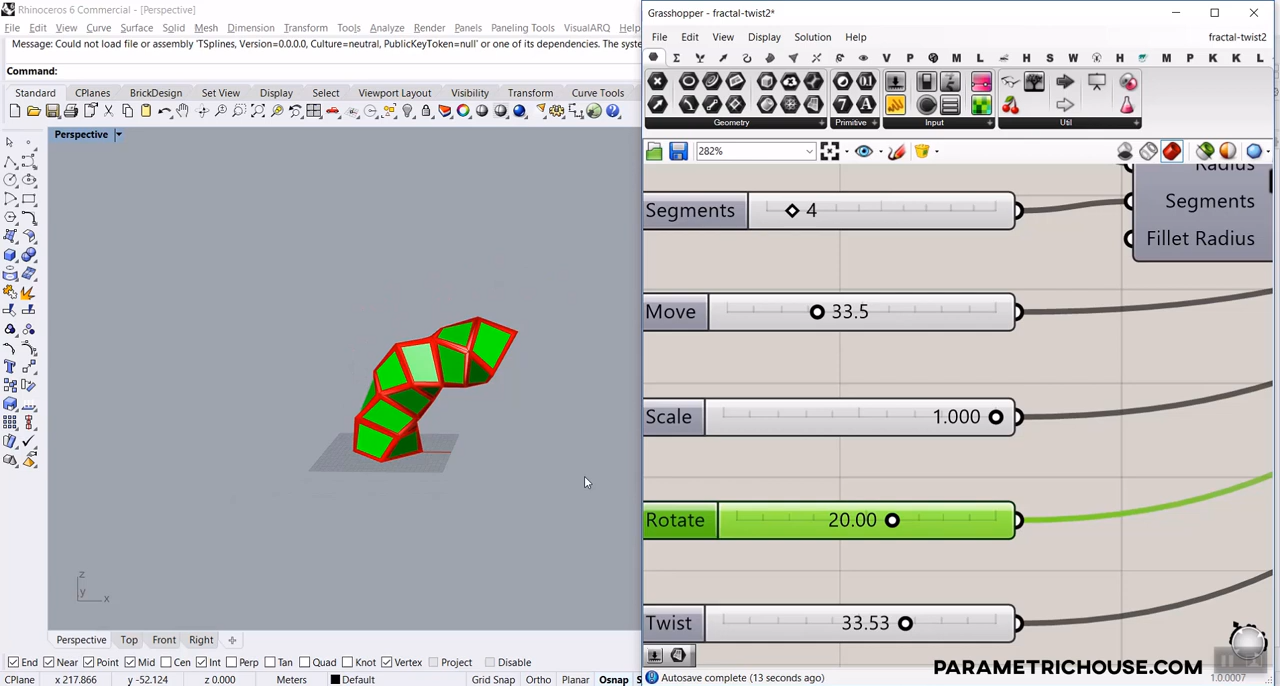 Rhinoceros 6 Commercial - [Perspective]
File Edit View Curve Surface Solid Mesh Dimension Transform Tools Analyze Render Panels Paneling Tools VisualARQ Help
Message: Could not load file or assembly 'TSplines, Version=0.0.0.0, Culture=neutral, PublicKeyToken=null' or one of its dependencies. The syste
Command:
Standard CPlanes BrickDesign Set View Display Select Viewport Layout Visibility Transform Curve Tools
Perspective
z
y x
Perspective Top Front Right
End Near Point Mid Cen Int Perp Tan Quad Knot Vertex Project Disable
CPlane x 217.866 y -52.124 z 0.000 Meters Default Grid Snap Ortho Planar Osnap
Grasshopper - fractal-twist2*
File Edit View Display Solution Help fractal-twist2*
Σ V P M L H S W H M P K K L
Geometry Primitive Input Util
282%
Radius
Segments 4
Segments
Fillet Radius
Move 33.5
Scale 1.000
Rotate 20.00
Twist 33.53
PARAMETRICHOUSE.COM
Autosave complete (13 seconds ago)
1.0.0007